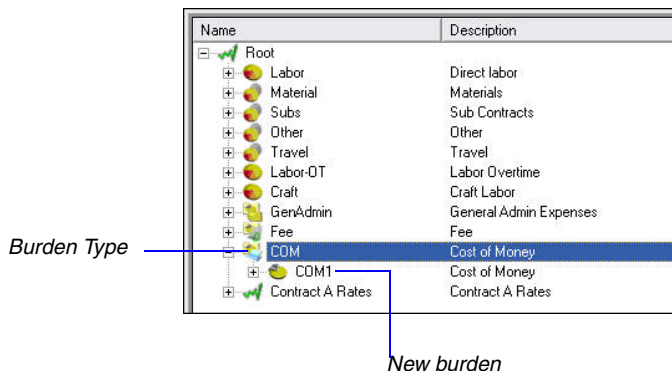 Name Description
Root
Labor Direct labor
Material Materials
Subs Sub Contracts
Other Other
Travel Travel
Labor-OT Labor Overtime
Craft Craft Labor
GenAdmin General Admin Expenses
Fee Fee
Burden Type COM Cost of Money
COM1 Cost of Money
Contract A Rates Contract A Rates
New burden